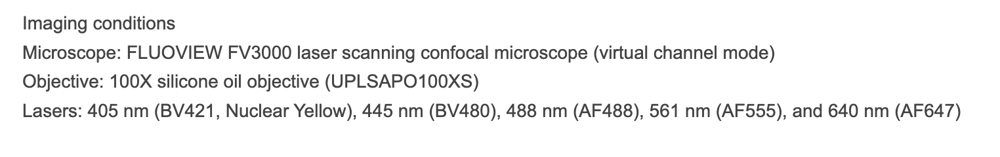 Imaging conditions
Microscope: FLUOVIEW FV3000 laser scanning confocal microscope (virtual channel mode)
Objective: 100X silicone oil objective (UPLSAPO100XS)
Lasers: 405 nm (BV421, Nuclear Yellow), 445 nm (BV480), 488 nm (AF488), 561 nm (AF555), and 640 nm (AF647)